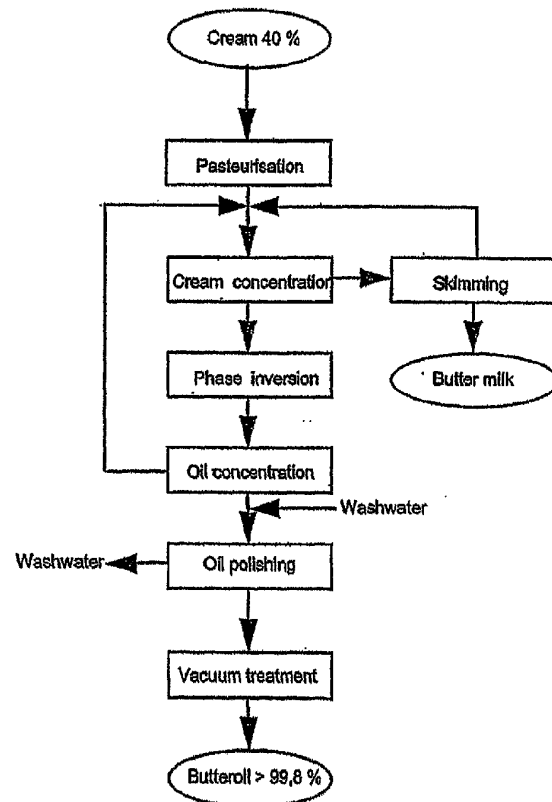 Cream 40 %
Pasteurisation
Cream concentration
Skimming
Phase inversion
Butter milk
Oil concentration
Washwater
Washwater
Oil polishing
Vacuum treatment
Butteroil > 99,8 %